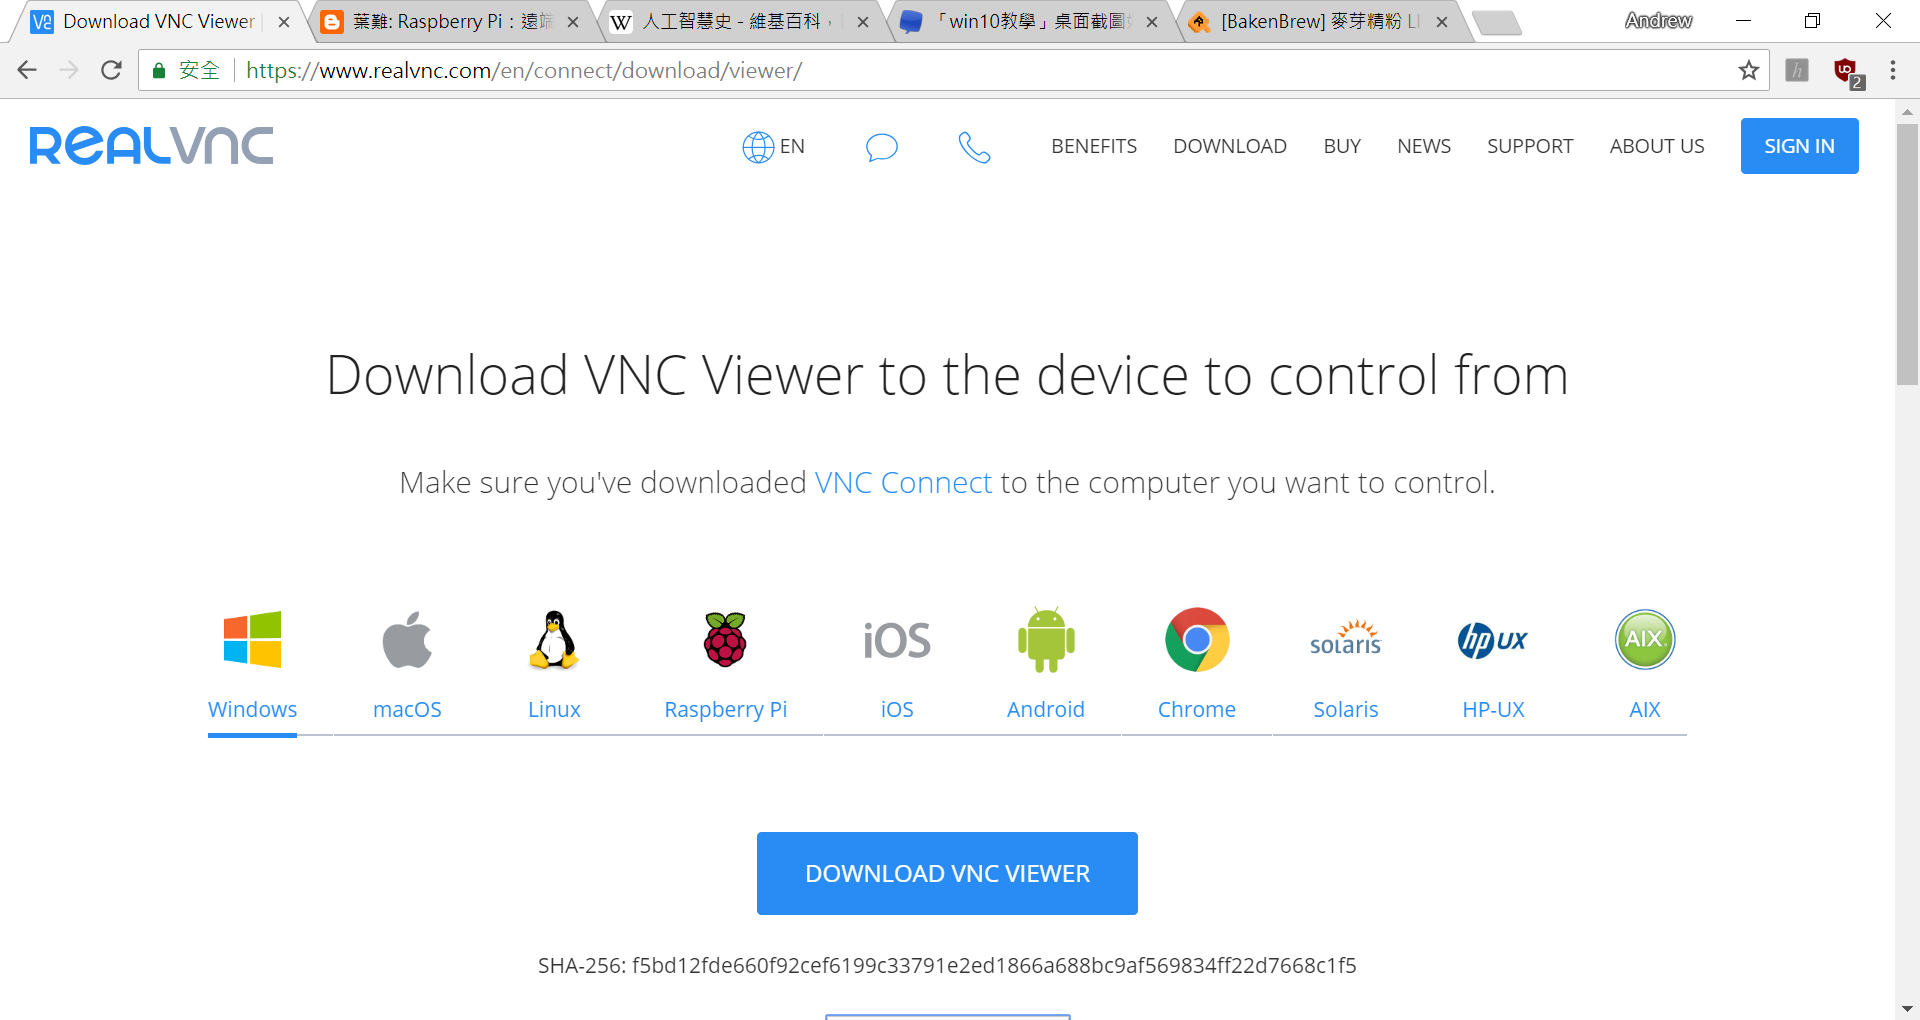 Download VNC Viewer
葉難: Raspberry Pi：遠端
人工智慧史 - 維基百科，
「win10教學」桌面截圖
[BakenBrew] 麥芽精粉 LI
Andrew
安全
https://www.realvnc.com/en/connect/download/viewer/
h
2
REALVNC
EN
BENEFITS
DOWNLOAD
BUY
NEWS
SUPPORT
ABOUT US
SIGN IN
Download VNC Viewer to the device to control from
Make sure you've downloaded VNC Connect to the computer you want to control.
iOS
solaris
hp UX
AIX
Windows
macOS
Linux
Raspberry Pi
iOS
Android
Chrome
Solaris
HP-UX
AIX
DOWNLOAD VNC VIEWER
SHA-256: f5bd12fde660f92cef6199c33791e2ed1866a688bc9af569834ff22d7668c1f5